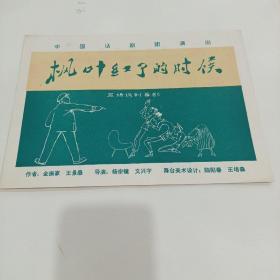 中国话剧团演出
枫叶红了的时候
五场讽刺喜剧
作者：金振家 王景愚 导演：杨宗镜 文兴宇 舞台美术设计：陆阳春 王培森